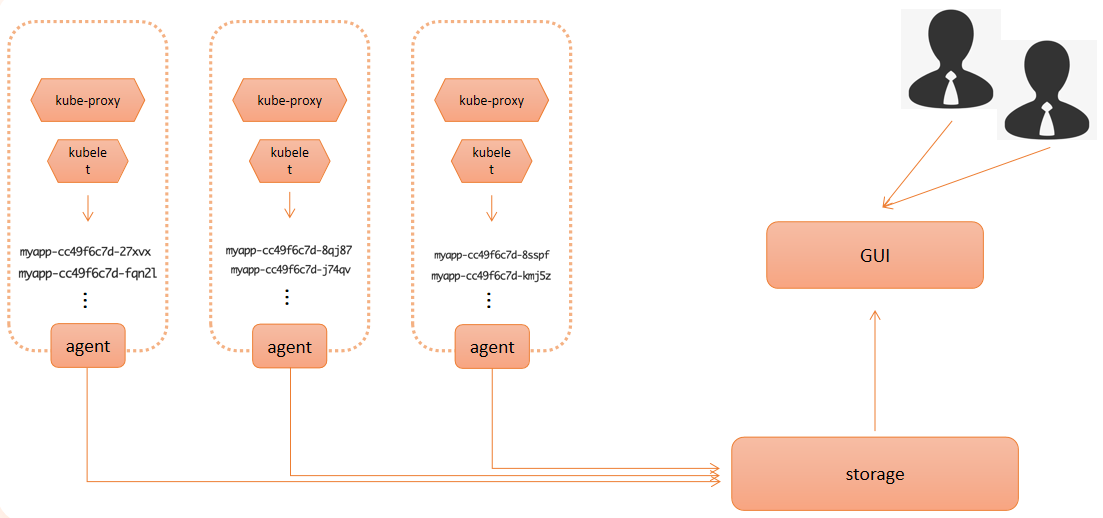 kube-proxy
kubele
t
myapp-cc49f6c7d-27xvx
myapp-cc49f6c7d-fqn2l
agent
kube-proxy
kubele
t
myapp-cc49f6c7d-8qj87
myapp-cc49f6c7d-j74qv
agent
kube-proxy
kubele
t
myapp-cc49f6c7d-8sspf
myapp-cc49f6c7d-kmj5z
agent
GUI
storage